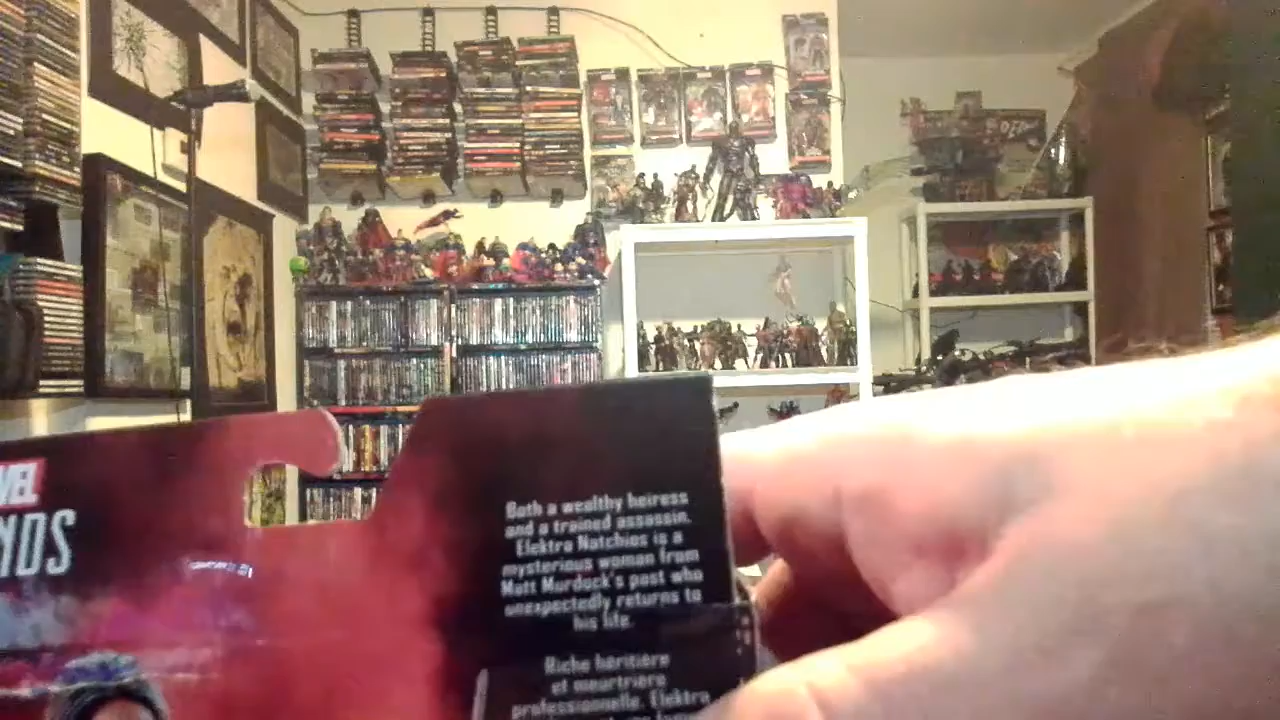 VEL
NDS
Both a wealthy heiress
and a trained assassin,
Elektra Natchios is a
mysterious woman from
Matt Murdock's past who
unexpectedly returns to
his life.
Riche héritière
et meurtrière
professionnelle, Elektra